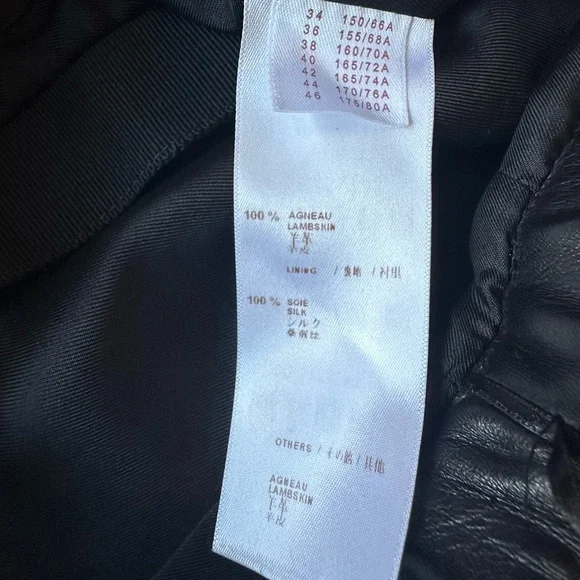 34 150/66A
36 155/68A
38 160/70A
40 165/72A
42 165/74A
44 170/76A
46 175/80A
100 % AGNEAU
LAMBSKIN
羊革
羊皮
LINING / 裏地 / 衬里
100 % SOIE
SILK
シルク
桑蚕丝
OTHERS / その他 / 其他
AGNEAU
LAMBSKIN
羊革
羊皮